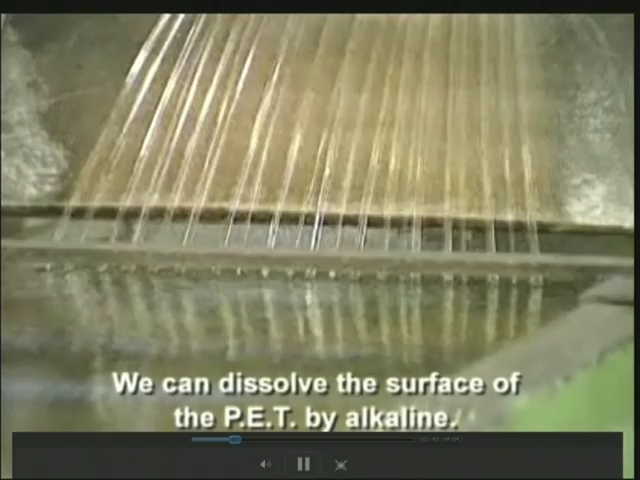 We can dissolve the surface of
the P.E.T. by alkaline.